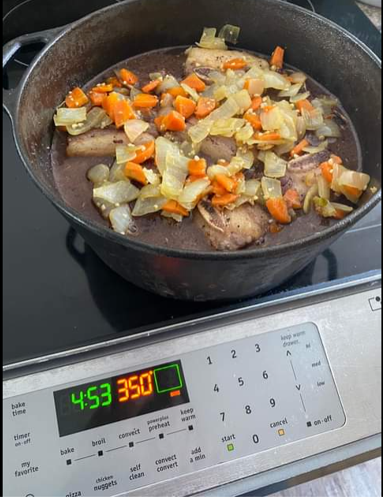 keep warm
drawer
hi
med
low
1 2 3
4 5 6
7 8 9
0
bake
time
4:53 350°
timer
on-off
my
favorite
bake
broil
convect
preheat
keep
warm
start
cancel
on-off
pizza
chicken
nuggets
self
clean
convect
convert
add
a min